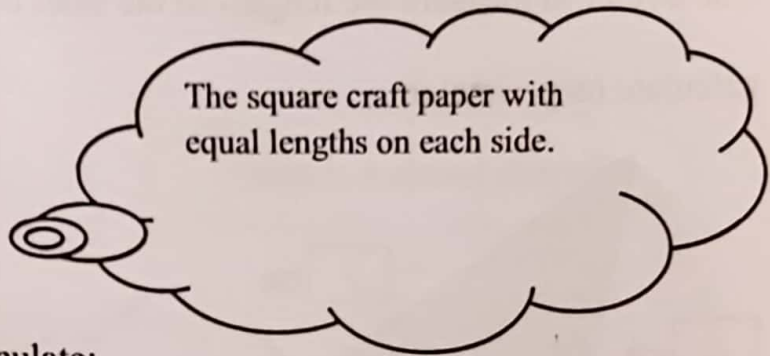 The square craft paper with
equal lengths on each side.